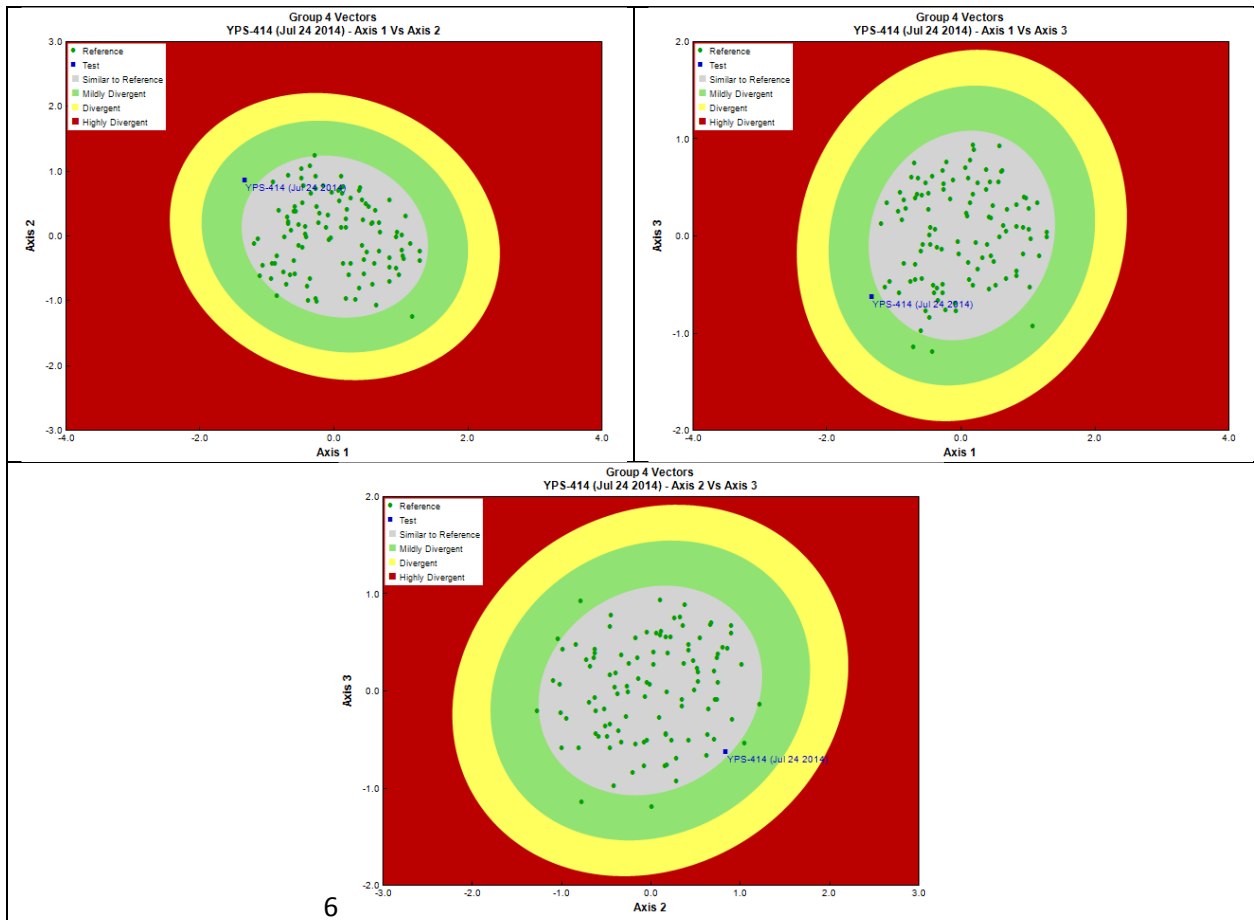 Group 4 Vectors
YPS-414 (Jul 24 2014) - Axis 1 Vs Axis 2
3.0
2.0
1.0
0.0
-1.0
-2.0
-3.0
Axis 2
Reference
Test
Similar to Reference
Mildly Divergent
Divergent
Highly Divergent
YPS-414 (Jul 24 2014)
-4.0
-2.0
0.0
2.0
4.0
Axis 1
Group 4 Vectors
YPS-414 (Jul 24 2014) - Axis 1 Vs Axis 3
2.0
1.0
0.0
-1.0
-2.0
Axis 3
Reference
Test
Similar to Reference
Mildly Divergent
Divergent
Highly Divergent
YPS-414 (Jul 24 2014)
-4.0
-2.0
0.0
2.0
4.0
Axis 1
Group 4 Vectors
YPS-414 (Jul 24 2014) - Axis 2 Vs Axis 3
2.0
1.0
0.0
-1.0
-2.0
Axis 3
Reference
Test
Similar to Reference
Mildly Divergent
Divergent
Highly Divergent
YPS-414 (Jul 24 2014)
-3.0
-2.0
-1.0
0.0
1.0
2.0
3.0
Axis 2
6